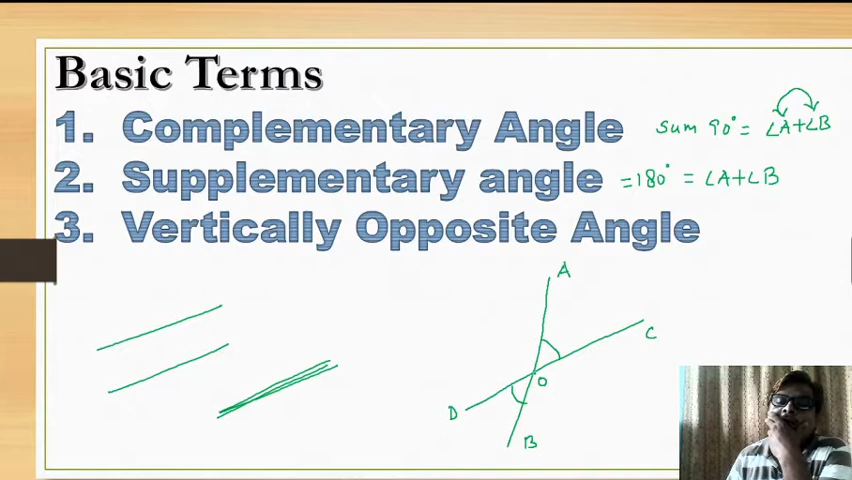 Basic Terms
1. Complementary Angle sum 90° = ∠A+∠B
2. Supplementary angle =180° = ∠A+∠B
3. Vertically Opposite Angle
A
C
O
D
B